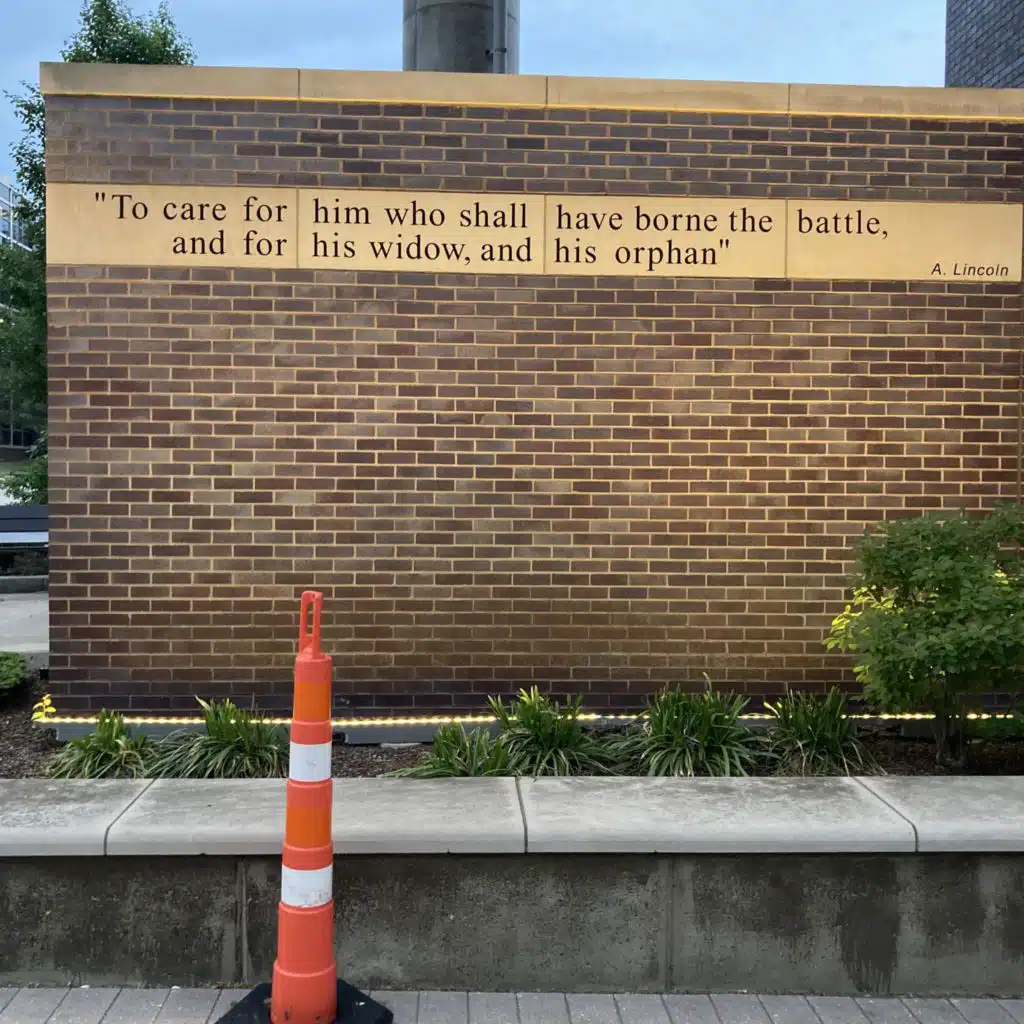 "To care for him who shall have borne the battle,
and for his widow, and his orphan"
A. Lincoln